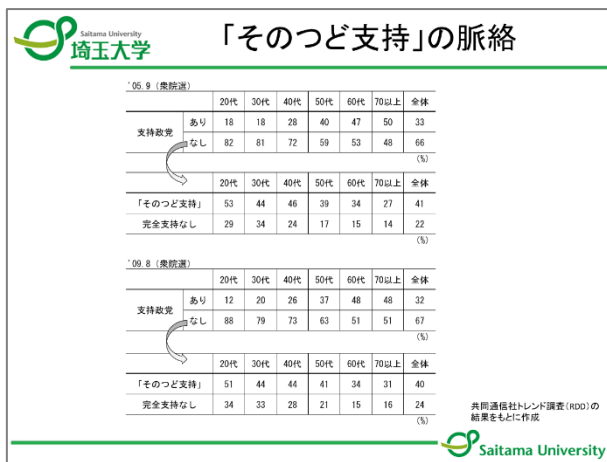 Saitama University
埼玉大学
「そのつど支持」の脈絡
'05.9 (衆院選)
20代 30代 40代 50代 60代 70以上 全体
支持政党 あり 18 18 28 40 47 50 33
なし 82 81 72 59 53 48 66
(%)
20代 30代 40代 50代 60代 70以上 全体
「そのつど支持」 53 44 46 39 34 27 41
完全支持なし 29 34 24 17 15 14 22
(%)
'09.8 (衆院選)
20代 30代 40代 50代 60代 70以上 全体
支持政党 あり 12 20 26 37 48 48 32
なし 88 79 73 63 51 51 67
(%)
20代 30代 40代 50代 60代 70以上 全体
「そのつど支持」 51 44 44 41 34 31 40
完全支持なし 34 33 28 21 15 16 24
(%)
共同通信社トレンド調査(RDD)の
結果をもとに作成
Saitama University